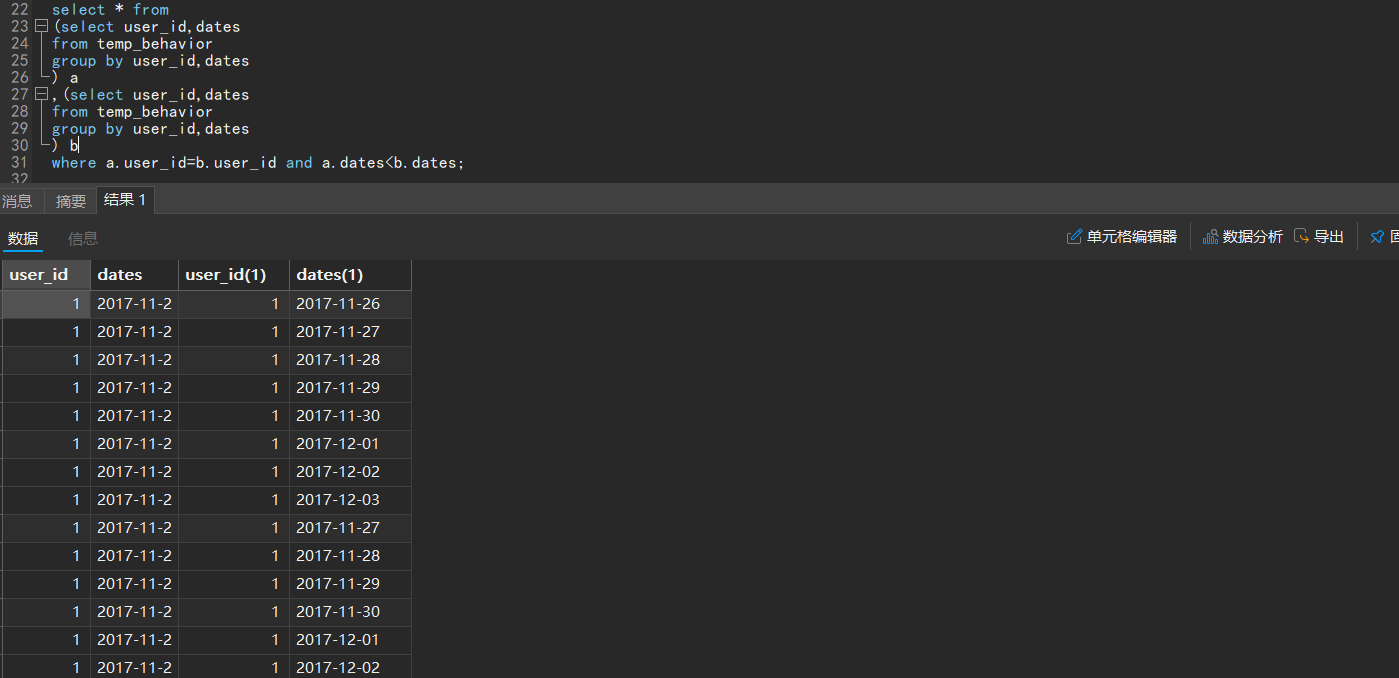 22 select * from
23 (select user_id,dates
24 from temp_behavior
25 group by user_id,dates
26 ) a
27 ,(select user_id,dates
28 from temp_behavior
29 group by user_id,dates
30 ) b
31 where a.user_id=b.user_id and a.dates<b.dates;
32
消息 摘要 结果 1
数据 信息 单元格编辑器 数据分析 导出
user_id dates user_id(1) dates(1)
1 2017-11-2 1 2017-11-26
1 2017-11-2 1 2017-11-27
1 2017-11-2 1 2017-11-28
1 2017-11-2 1 2017-11-29
1 2017-11-2 1 2017-11-30
1 2017-11-2 1 2017-12-01
1 2017-11-2 1 2017-12-02
1 2017-11-2 1 2017-12-03
1 2017-11-2 1 2017-11-27
1 2017-11-2 1 2017-11-28
1 2017-11-2 1 2017-11-29
1 2017-11-2 1 2017-11-30
1 2017-11-2 1 2017-12-01
1 2017-11-2 1 2017-12-02